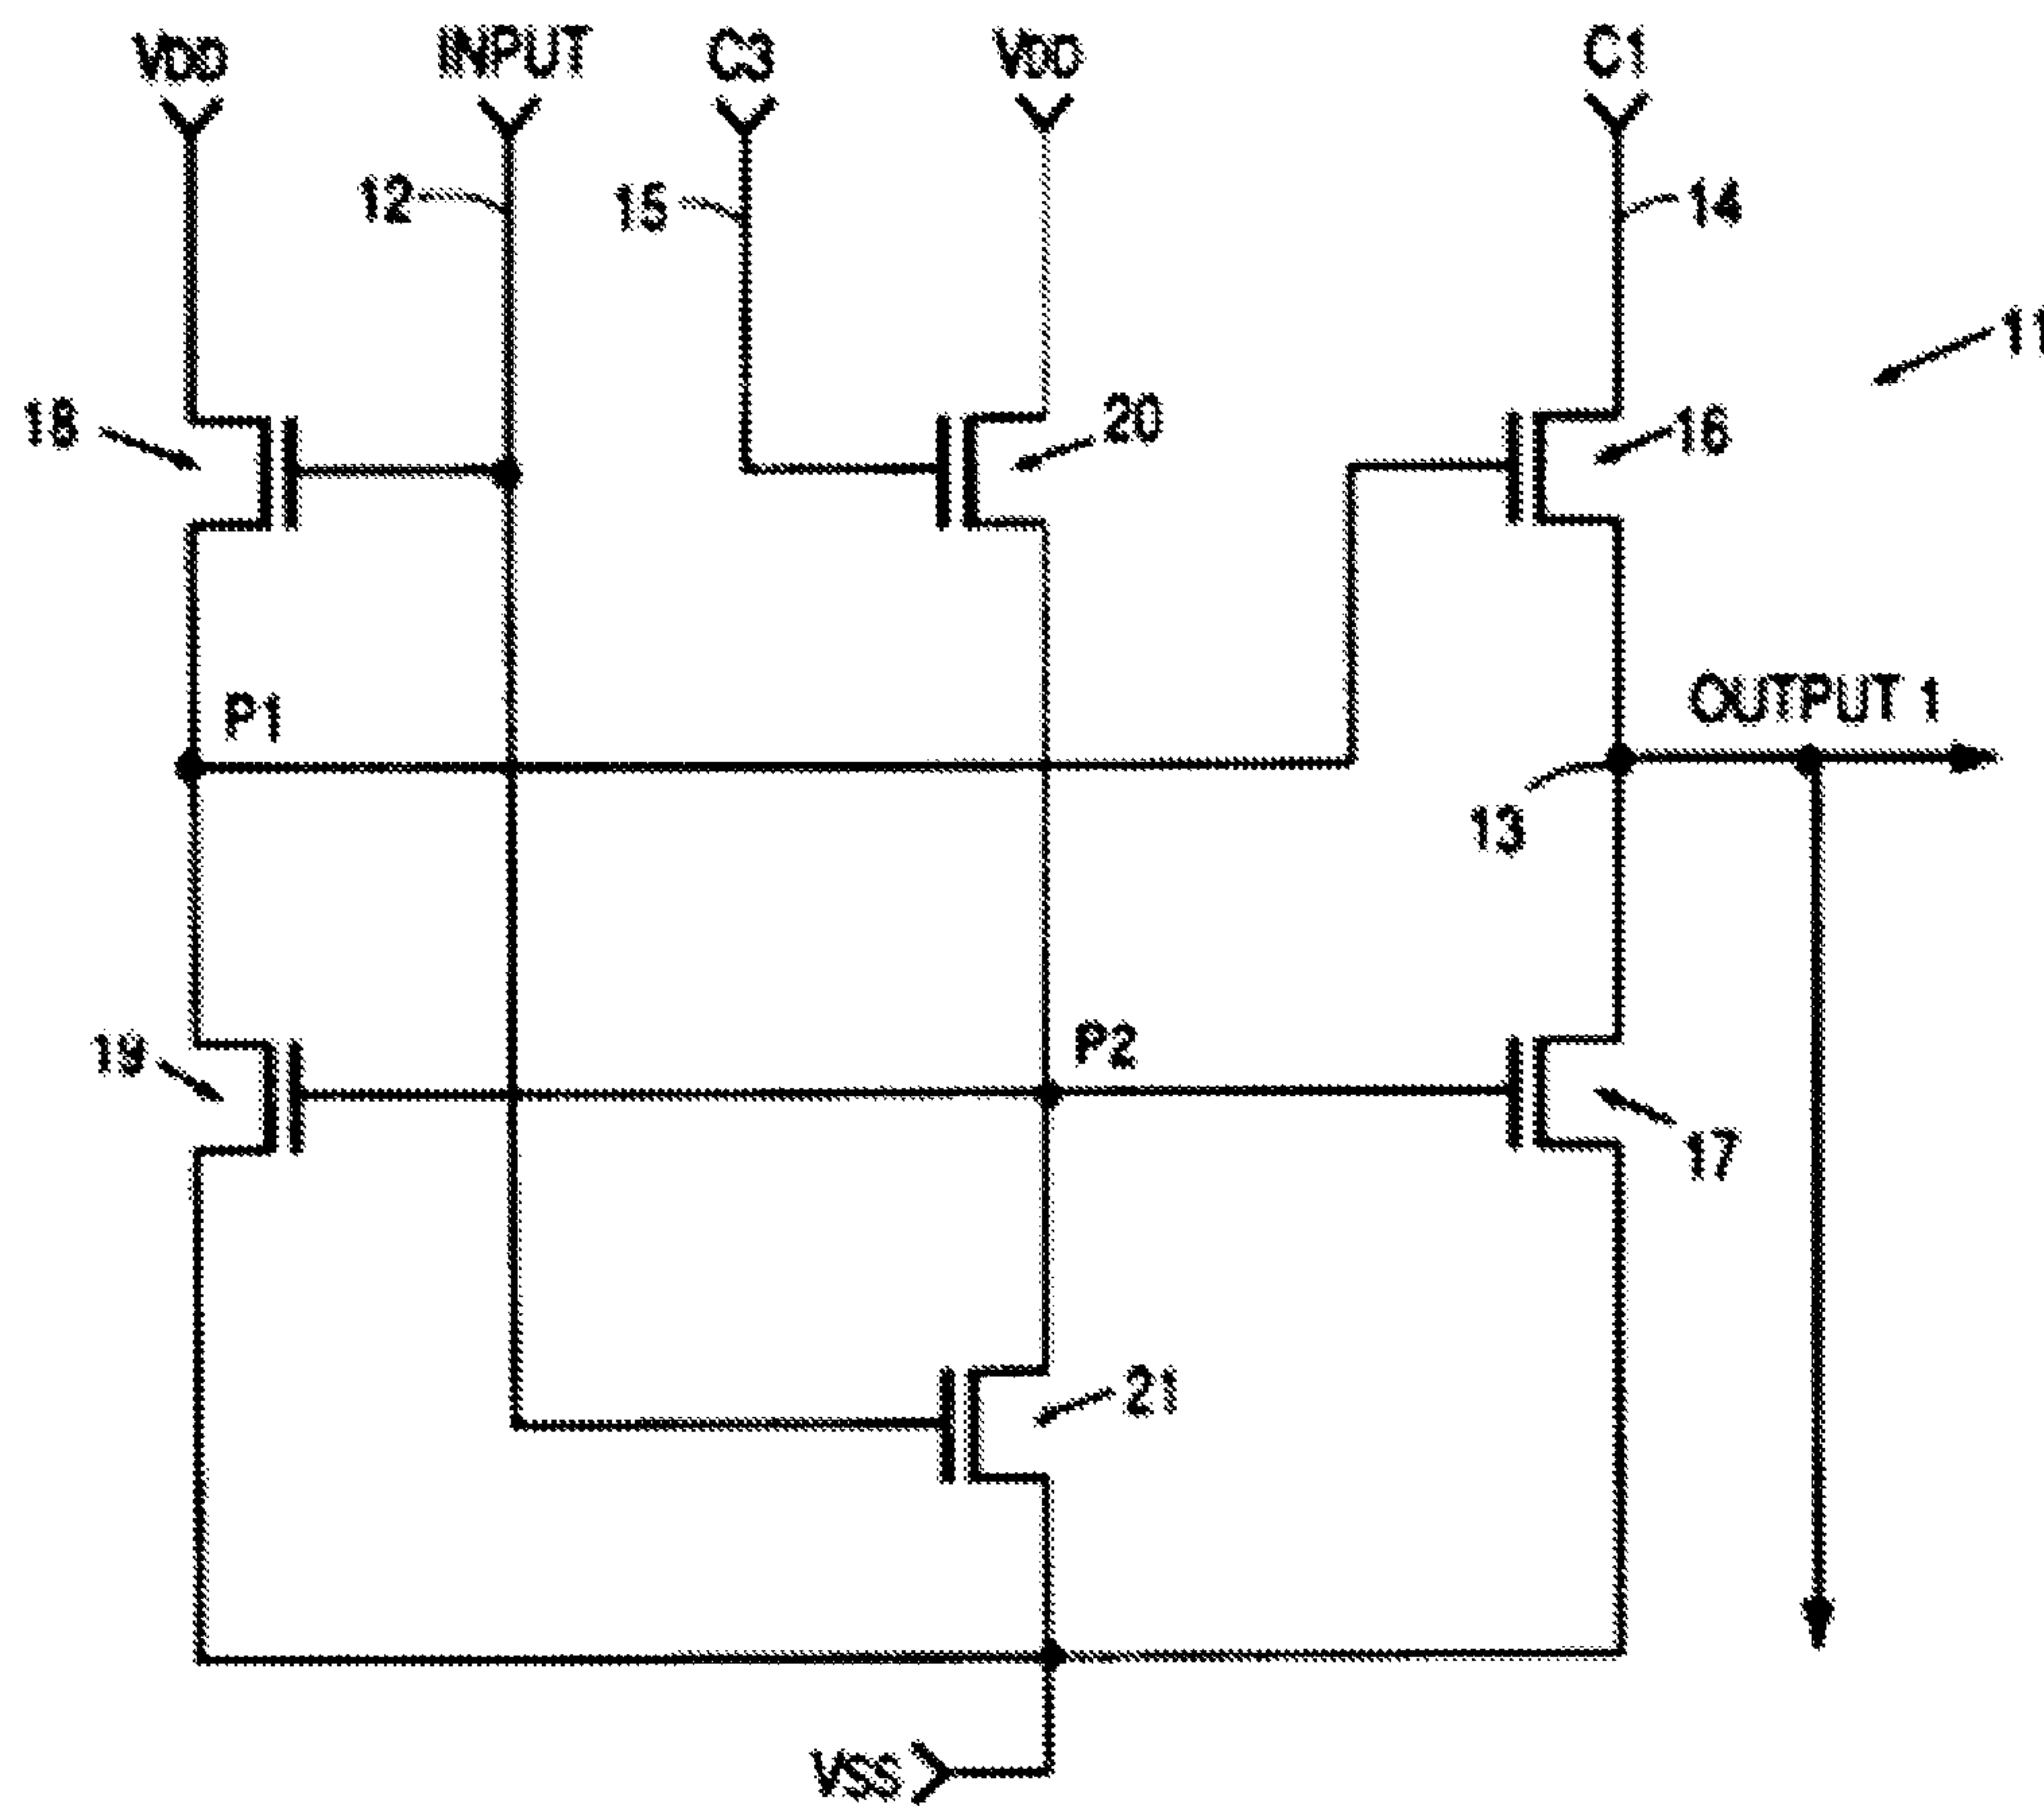 VDD INPUT C3 VDD C1
12 15 14
11
18 20 16
P1 OUTPUT 1
13
19 P2
17
21
VSS